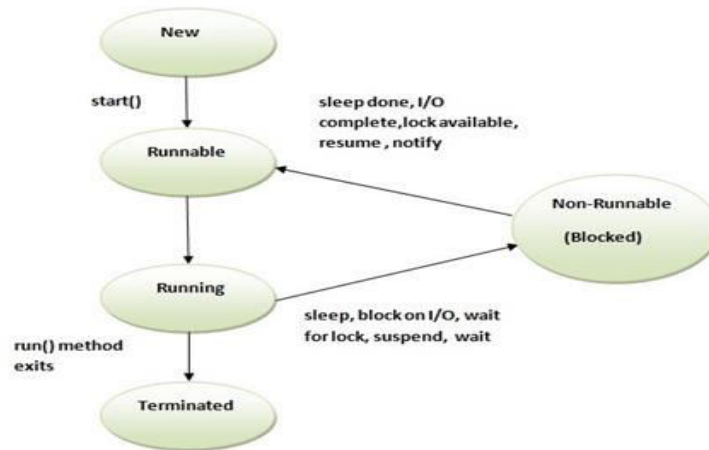 New
start()
sleep done, I/O
complete,lock available,
resume , notify
Runnable
Non-Runnable
(Blocked)
Running
sleep, block on I/O, wait
for lock, suspend, wait
run() method
exits
Terminated